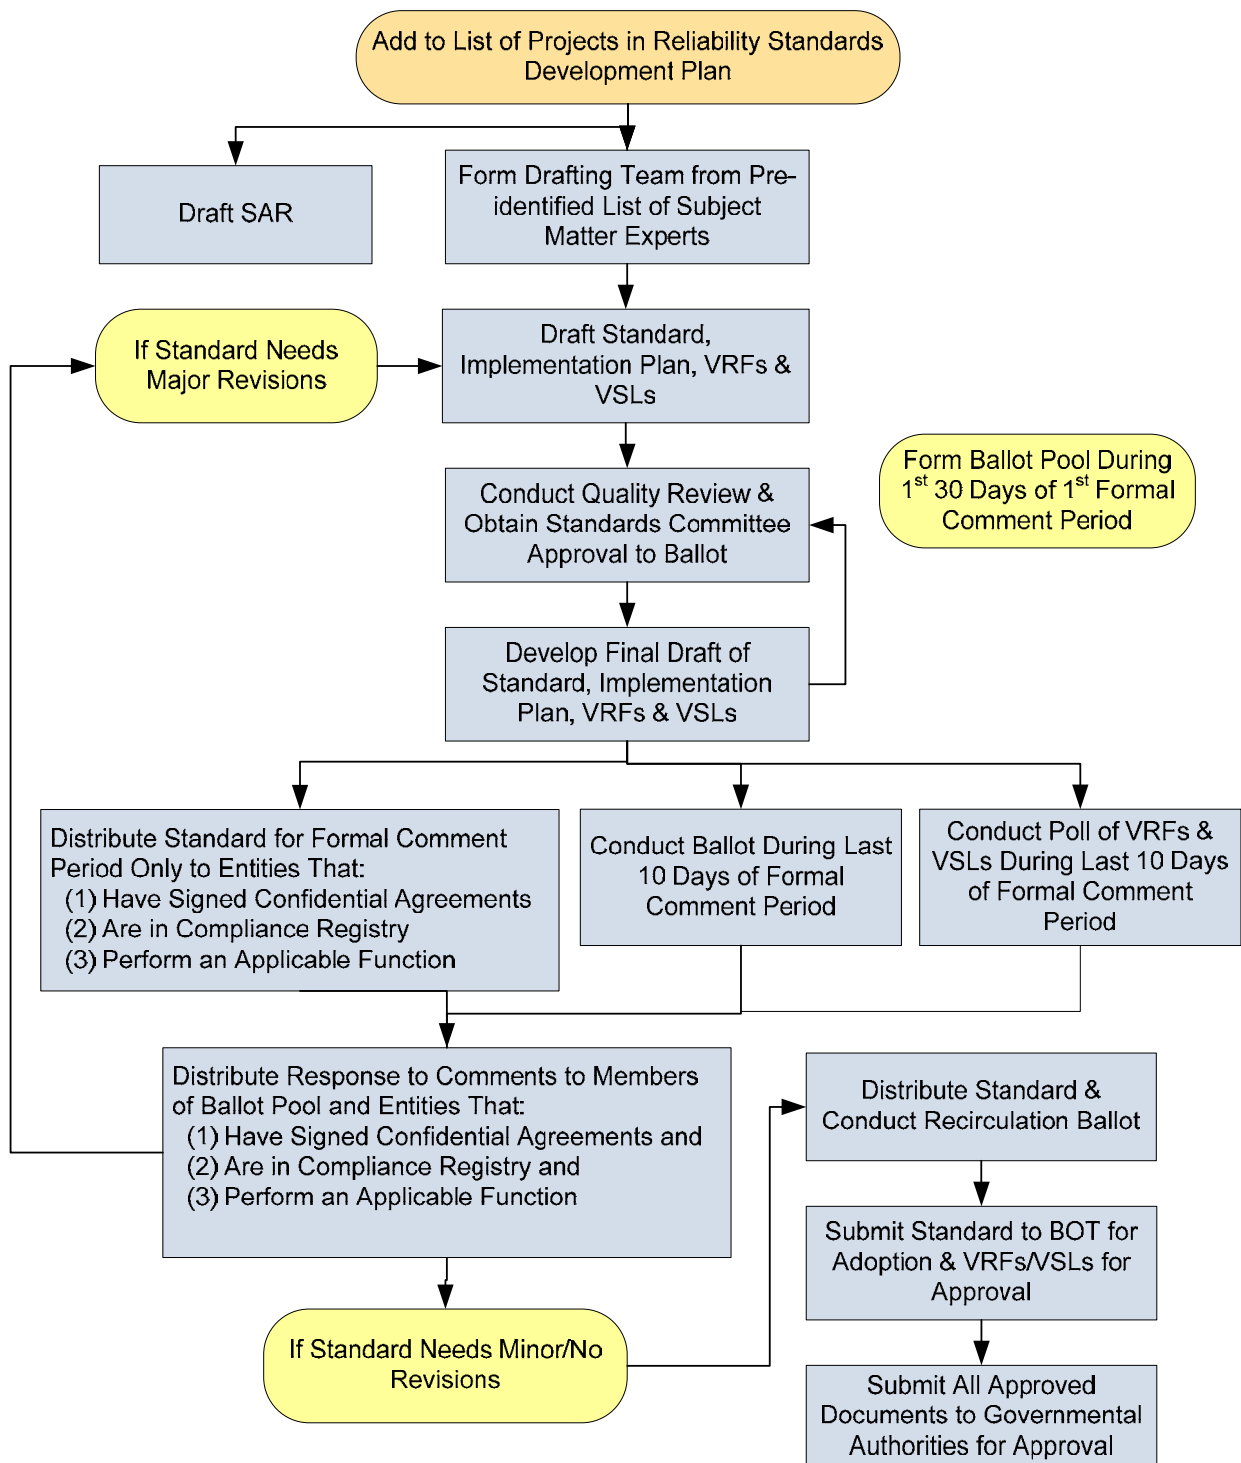 Add to List of Projects in Reliability Standards
Development Plan
Draft SAR
Form Drafting Team from Pre-
identified List of Subject
Matter Experts
If Standard Needs
Major Revisions
Draft Standard,
Implementation Plan, VRFs &
VSLs
Form Ballot Pool During
1st 30 Days of 1st Formal
Comment Period
Conduct Quality Review &
Obtain Standards Committee
Approval to Ballot
Develop Final Draft of
Standard, Implementation
Plan, VRFs & VSLs
Distribute Standard for Formal Comment
Period Only to Entities That:
(1) Have Signed Confidential Agreements
(2) Are in Compliance Registry
(3) Perform an Applicable Function
Conduct Ballot During Last
10 Days of Formal
Comment Period
Conduct Poll of VRFs &
VSLs During Last 10 Days
of Formal Comment
Period
Distribute Response to Comments to Members
of Ballot Pool and Entities That:
(1) Have Signed Confidential Agreements and
(2) Are in Compliance Registry and
(3) Perform an Applicable Function
Distribute Standard &
Conduct Recirculation Ballot
Submit Standard to BOT for
Adoption & VRFs/VSLs for
Approval
If Standard Needs Minor/No
Revisions
Submit All Approved
Documents to Governmental
Authorities for Approval